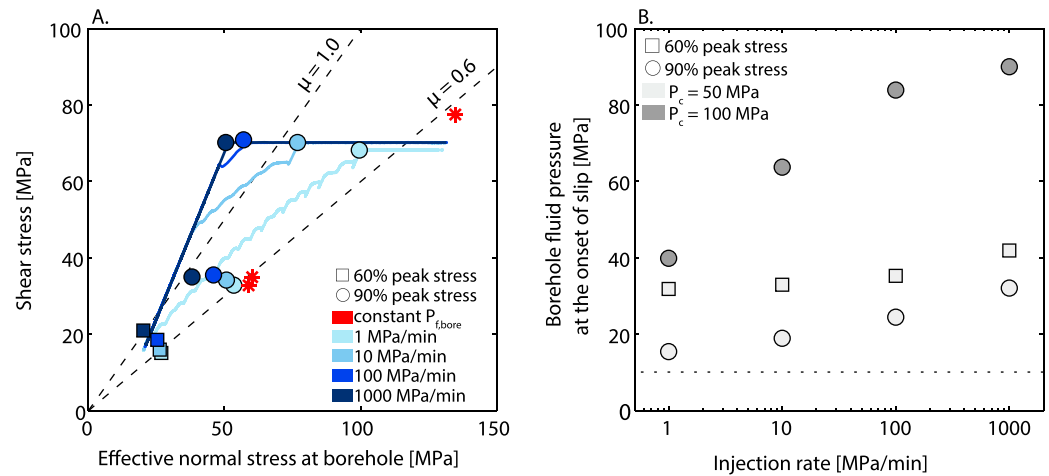 A.
Shear stress [MPa]
100
80
60
40
20
0
μ = 1.0
μ = 0.6
60% peak stress
90% peak stress
constant P_f,bore
1 MPa/min
10 MPa/min
100 MPa/min
1000 MPa/min
0 50 100 150
Effective normal stress at borehole [MPa]
B.
Borehole fluid pressure
at the onset of slip [MPa]
100
80
60
40
20
0
60% peak stress
90% peak stress
P_c = 50 MPa
P_c = 100 MPa
1 10 100 1000
Injection rate [MPa/min]